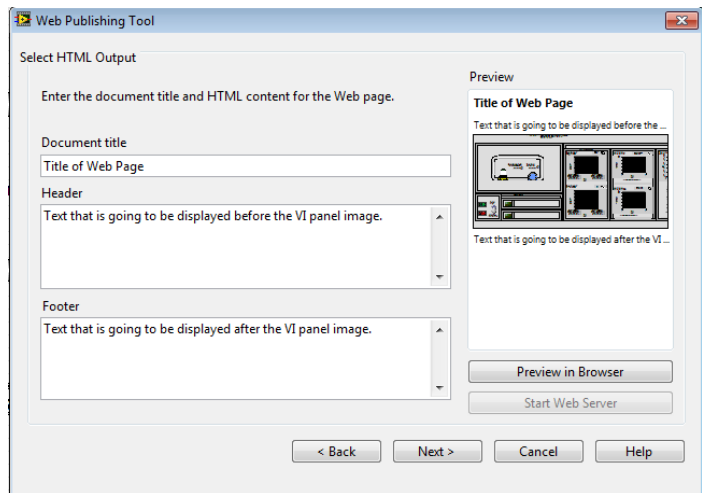 Web Publishing Tool
Select HTML Output
Enter the document title and HTML content for the Web page.
Document title
Title of Web Page
Header
Text that is going to be displayed before the VI panel image.
Footer
Text that is going to be displayed after the VI panel image.
Preview
Title of Web Page
Text that is going to be displayed before the ...
Text that is going to be displayed after the VI ...
Preview in Browser
Start Web Server
< Back
Next >
Cancel
Help